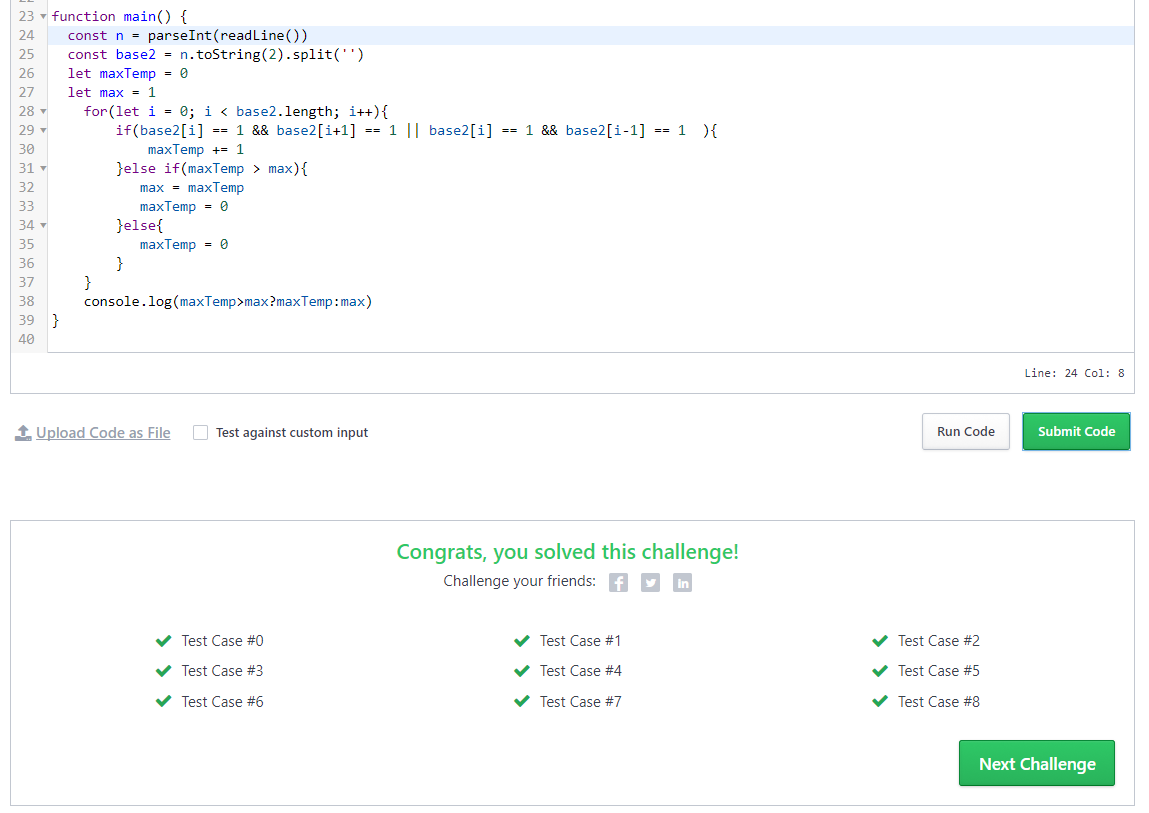 23 function main() {
24 const n = parseInt(readLine())
25 const base2 = n.toString(2).split('')
26 let maxTemp = 0
27 let max = 1
28 for(let i = 0; i < base2.length; i++){
29 if(base2[i] == 1 && base2[i+1] == 1 || base2[i] == 1 && base2[i-1] == 1 ){
30 maxTemp += 1
31 }else if(maxTemp > max){
32 max = maxTemp
33 maxTemp = 0
34 }else{
35 maxTemp = 0
36 }
37 }
38 console.log(maxTemp>max?maxTemp:max)
39 }
40
Line: 24 Col: 8
Upload Code as File Test against custom input Run Code Submit Code
Congrats, you solved this challenge!
Challenge your friends: f in
Test Case #0 Test Case #1 Test Case #2
Test Case #3 Test Case #4 Test Case #5
Test Case #6 Test Case #7 Test Case #8
Next Challenge